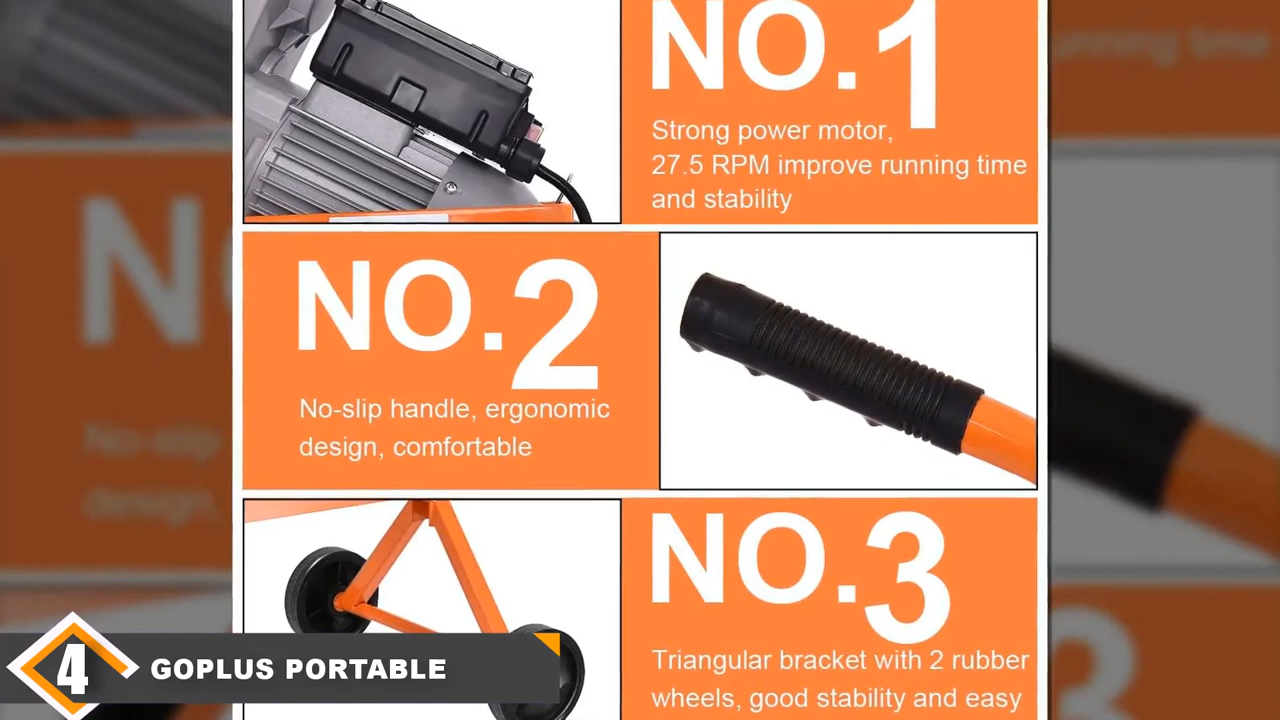 NO.1
Strong power motor,
27.5 RPM improve running time
and stability
NO.2
No-slip handle, ergonomic
design, comfortable
NO.3
Triangular bracket with 2 rubber
wheels, good stability and easy
4
GOPLUS PORTABLE